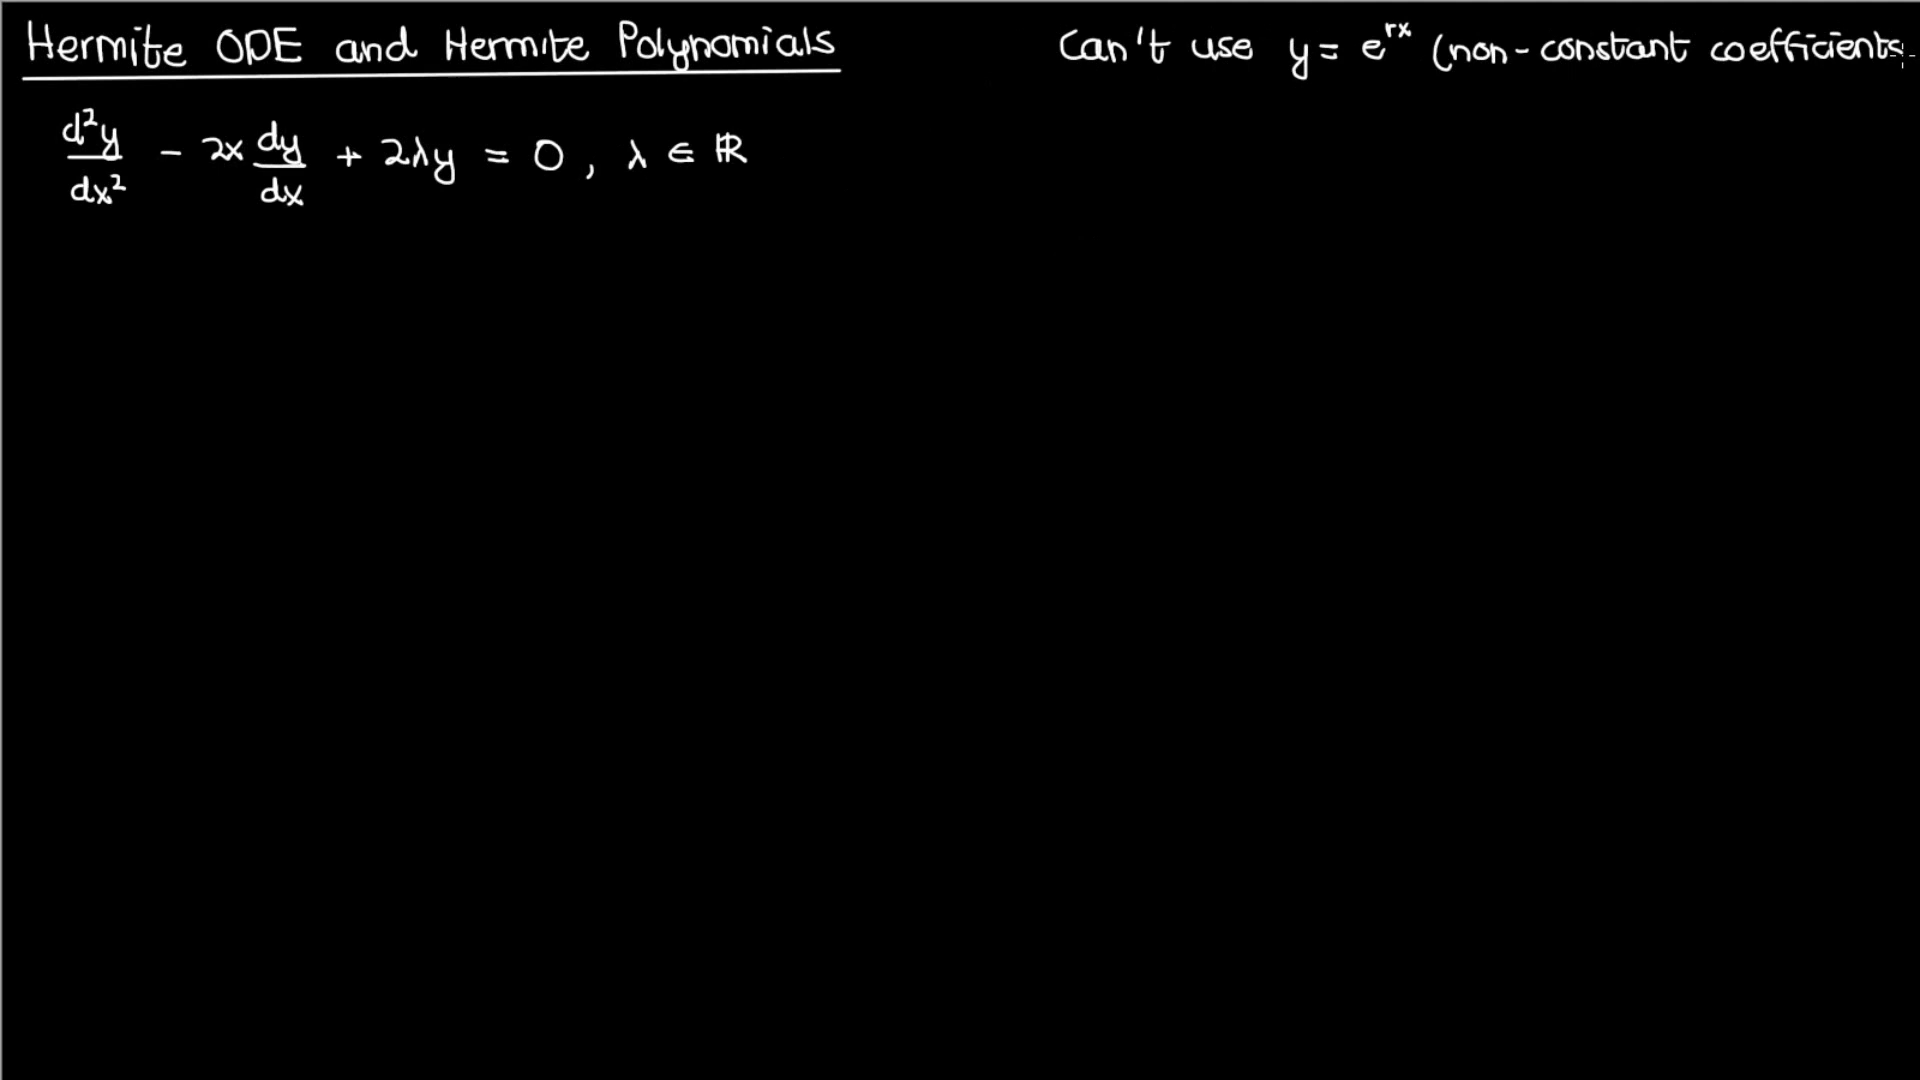 Hermite ODE and Hermite Polynomials
Can't use y = e^{rx} (non-constant coefficients
d²y/dx² - 2x dy/dx + 2λy = 0, λ ∈ ℝ